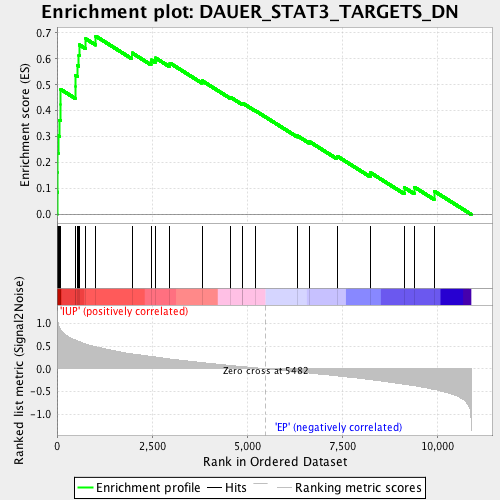 Enrichment plot: DAUER_STAT3_TARGETS_DN
Enrichment score (ES)
0.7
0.6
0.5
0.4
0.3
0.2
0.1
0.0
'IUP' (positively correlated)
Ranked list metric (Signal2Noise)
1.0
0.5
0.0
-0.5
-1.0
Zero cross at 5482
'EP' (negatively correlated)
0
2,500
5,000
7,500
10,000
Rank in Ordered Dataset
Enrichment profile
Hits
Ranking metric scores